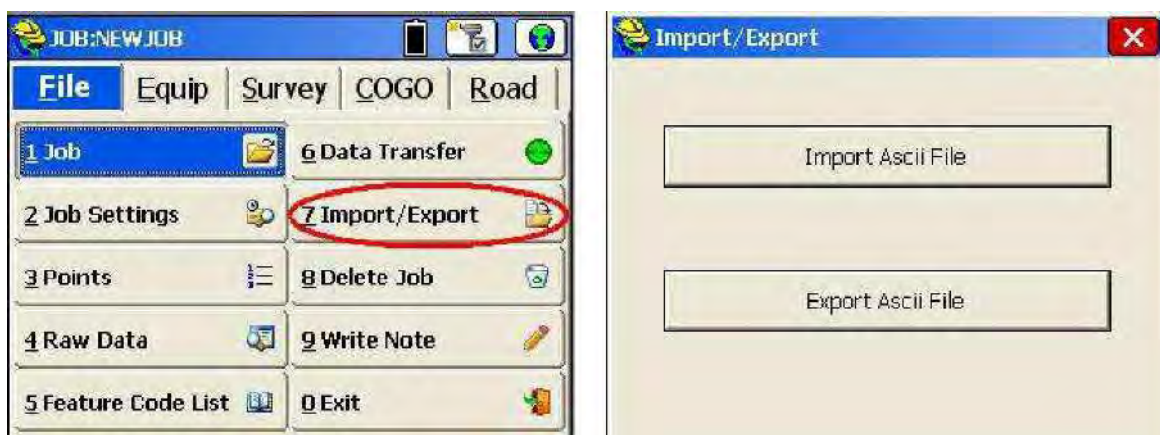 JOB:NEWJOB
File Equip Survey COGO Road
1 Job 6 Data Transfer
2 Job Settings 7 Import/Export
3 Points 8 Delete Job
4 Raw Data 9 Write Note
5 Feature Code List 0 Exit
Import/Export
Import Ascii File
Export Ascii File